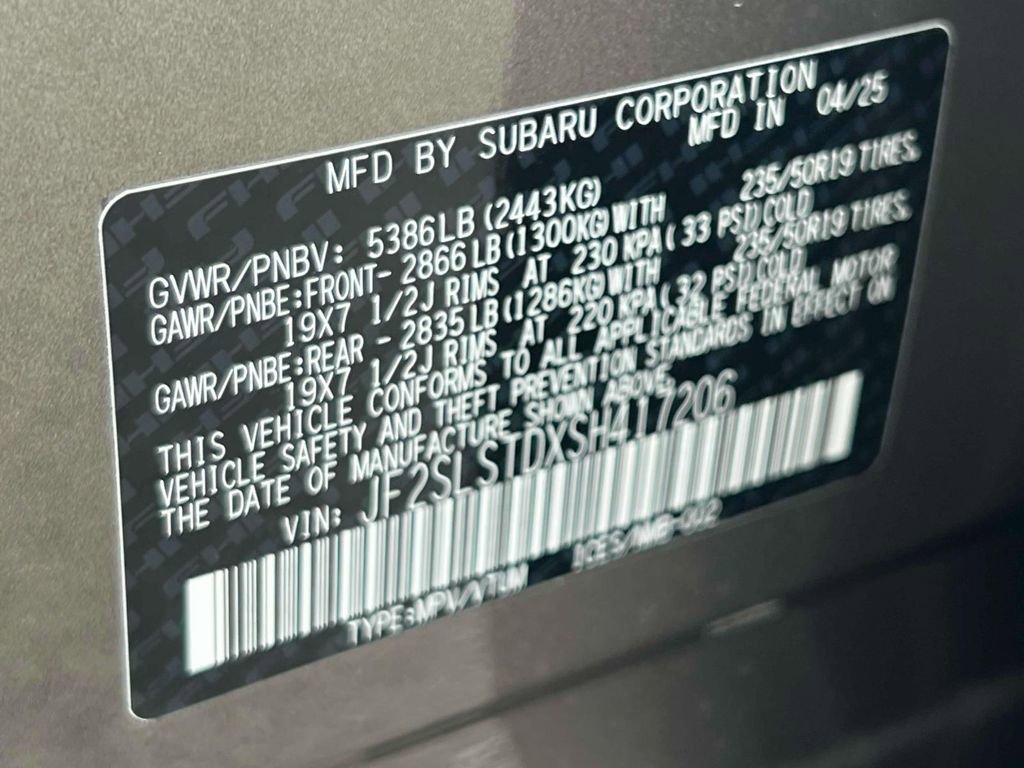 MFD BY SUBARU CORPORATION
MFD IN 04/25
GVWR/PNBV: 5386LB (2443KG)
GAWR/PNBE:FRONT- 2866 LB (1300KG) WITH 235/50R19 TIRES,
19X7 1/2J RIMS AT 230 KPA ( 33 PSI) COLD
GAWR/PNBE:REAR - 2835 LB (1286KG) WITH 235/50R19 TIRES,
19X7 1/2J RIMS AT 220 KPA ( 32 PSI) COLD
THIS VEHICLE CONFORMS TO ALL APPLICABLE FEDERAL MOTOR
VEHICLE SAFETY AND THEFT PREVENTION STANDARDS IN EFFECT ON
THE DATE OF MANUFACTURE SHOWN ABOVE.
VIN: JF2SLSTDXSH417206
TYPE:MPV/VTUM